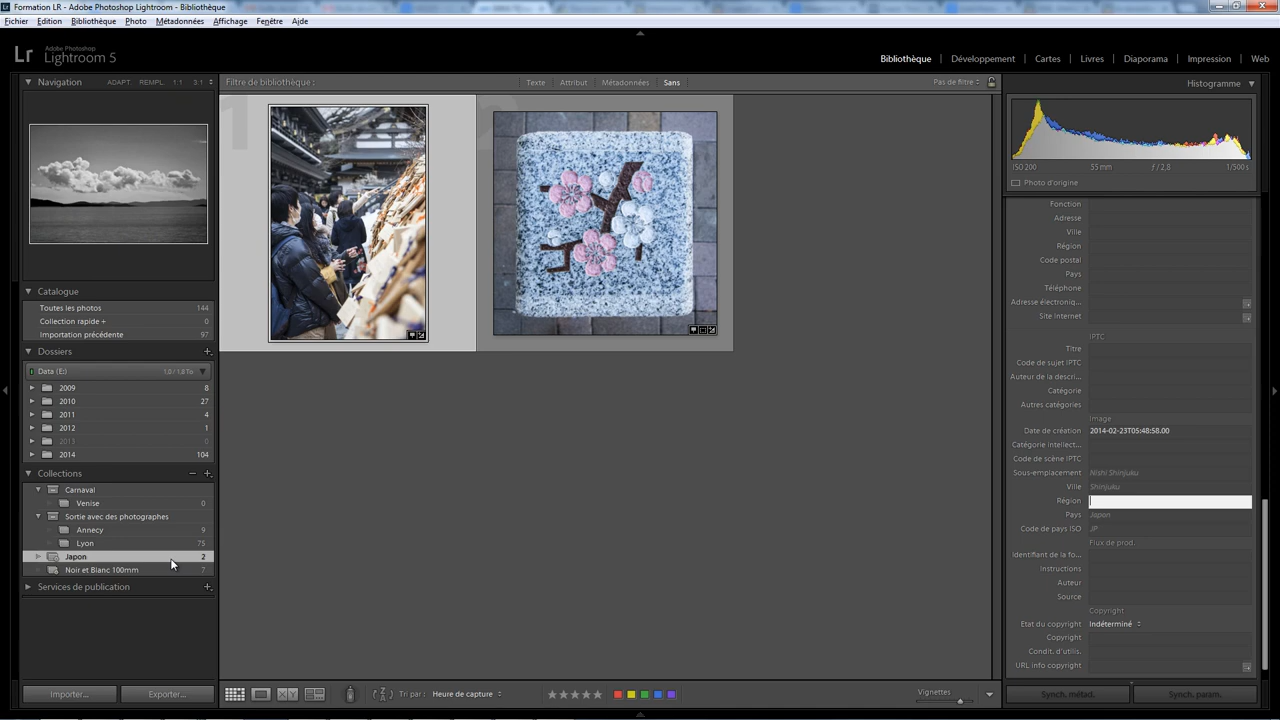 Formation LR - Adobe Photoshop Lightroom - Bibliothèque
Fichier Edition Bibliothèque Photo Métadonnées Affichage Fenêtre Aide
Lr Adobe Photoshop Lightroom 5
Bibliothèque | Développement | Cartes | Livres | Diaporama | Impression | Web
Navigation ADAPT. REMPL. 1:1 3:1
Filtre de bibliothèque : Texte Attribut Métadonnées Sans Pas de filtre
Histogramme
1
2
ISO 200 55 mm ƒ / 2,8 1/500 s
Photo d'origine
Catalogue
Toutes les photos 144
Collection rapide + 0
Importation précédente 97
Dossiers
Data (E:) 1,0 / 1,8 To
2009 8
2010 27
2011 4
2012 1
2013 0
2014 104
Collections
Carnaval
Venise 0
Sortie avec des photographes
Annecy 9
Lyon 75
Japon 2
Noir et Blanc 100mm 7
Services de publication
Importer... Exporter...
Tri par : Heure de capture
Vignettes
Fonction
Adresse
Ville
Région
Code postal
Pays
Téléphone
Adresse électroniq...
Site Internet
IPTC
Titre
Code de sujet IPTC
Auteur de la descri...
Catégorie
Autres catégories
Image
Date de création 2014-02-23T05:48:58.00
Catégorie intellect...
Code de scène IPTC
Sous-emplacement Nishi Shinjuku
Ville Shinjuku
Région
Pays Japon
Code de pays ISO JP
Flux de prod.
Identifiant de la fo...
Instructions
Auteur
Source
Copyright
Etat du copyright Indéterminé
Copyright
Condit. d'utilis.
URL info copyright
Synch. métad. Synch. param.